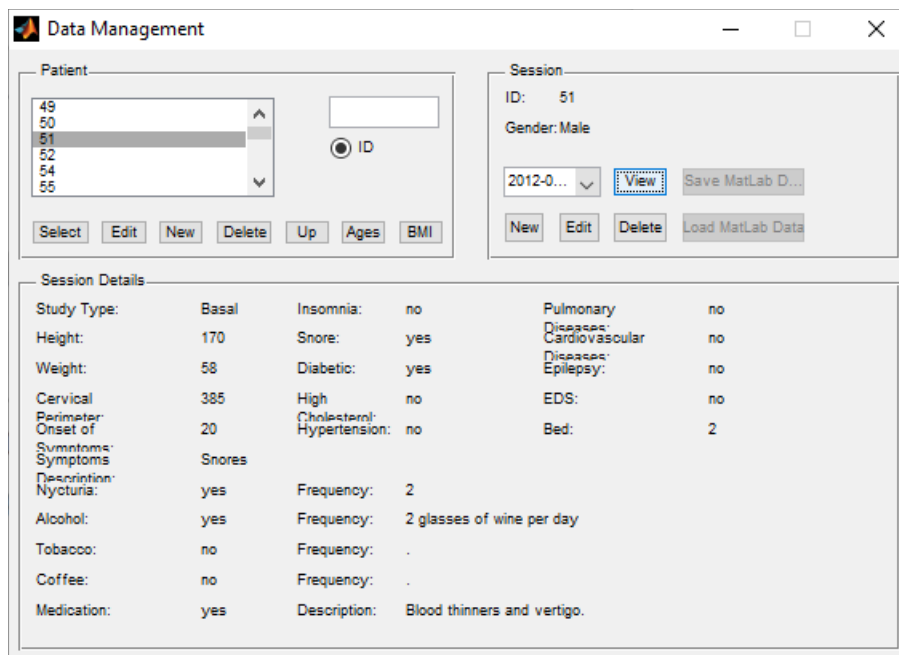 Data Management
Patient
49
50
51
52
54
55
ID
Select Edit New Delete Up Ages BMI
Session
ID: 51
Gender: Male
2012-0... View Save MatLab D...
New Edit Delete Load MatLab Data
Session Details
Study Type: Basal Insomnia: no Pulmonary Diseases: no
Height: 170 Snore: yes Cardiovascular Diseases: no
Weight: 58 Diabetic: yes Epilepsy: no
Cervical Perimeter: 385 High Cholesterol: no EDS: no
Onset of Symptoms: 20 Hypertension: no Bed: 2
Symptoms Description: Snores
Nycturia: yes Frequency: 2
Alcohol: yes Frequency: 2 glasses of wine per day
Tobacco: no Frequency: .
Coffee: no Frequency: .
Medication: yes Description: Blood thinners and vertigo.